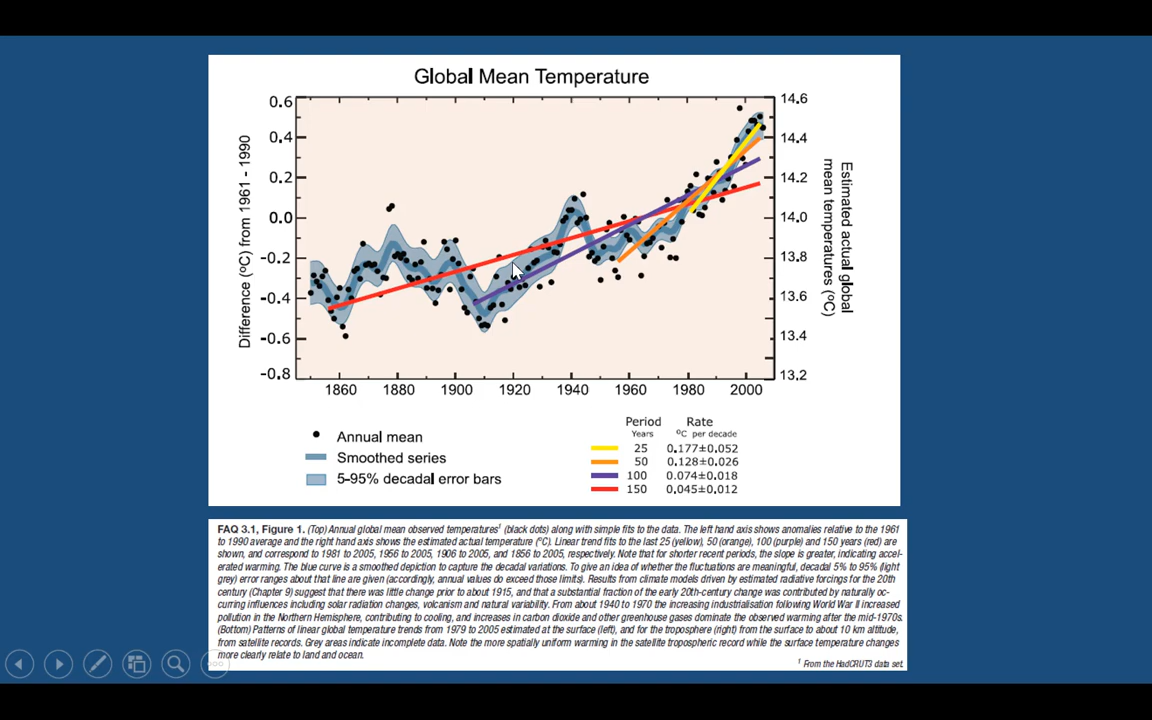 Global Mean Temperature
0.6
0.4
0.2
0.0
-0.2
-0.4
-0.6
-0.8
Difference (ºC) from 1961 - 1990
14.6
14.4
14.2
14.0
13.8
13.6
13.4
13.2
Estimated actual global
mean temperatures (ºC)
1860 1880 1900 1920 1940 1960 1980 2000
Annual mean
Smoothed series
5-95% decadal error bars
Period Rate
Years ºC per decade
25 0.177±0.052
50 0.128±0.026
100 0.074±0.018
150 0.045±0.012
FAQ 3.1, Figure 1. (Top) Annual global mean observed temperatures¹ (black dots) along with simple fits to the data. The left hand axis shows anomalies relative to the 1961
to 1990 average and the right hand axis shows the estimated actual temperature (°C). Linear trend fits to the last 25 (yellow), 50 (orange), 100 (purple) and 150 years (red) are
shown, and correspond to 1981 to 2005, 1956 to 2005, 1906 to 2005, and 1856 to 2005, respectively. Note that for shorter recent periods, the slope is greater, indicating accel-
erated warming. The blue curve is a smoothed depiction to capture the decadal variations. To give an idea of whether the fluctuations are meaningful, decadal 5% to 95% (light
grey) error ranges about that line are given (accordingly, annual values do exceed those limits). Results from climate models driven by estimated radiative forcings for the 20th
century (Chapter 9) suggest that there was little change prior to about 1915, and that a substantial fraction of the early 20th-century change was contributed by naturally oc-
curring influences including solar radiation changes, volcanism and natural variability. From about 1940 to 1970 the increasing industrialisation following World War II increased
pollution in the Northern Hemisphere, contributing to cooling, and increases in carbon dioxide and other greenhouse gases dominate the observed warming after the mid-1970s.
(Bottom) Patterns of linear global temperature trends from 1979 to 2005 estimated at the surface (left), and for the troposphere (right) from the surface to about 10 km altitude,
from satellite records. Grey areas indicate incomplete data. Note the more spatially uniform warming in the satellite tropospheric record while the surface temperature changes
more clearly relate to land and ocean.
¹ From the HadCRUT3 data set.